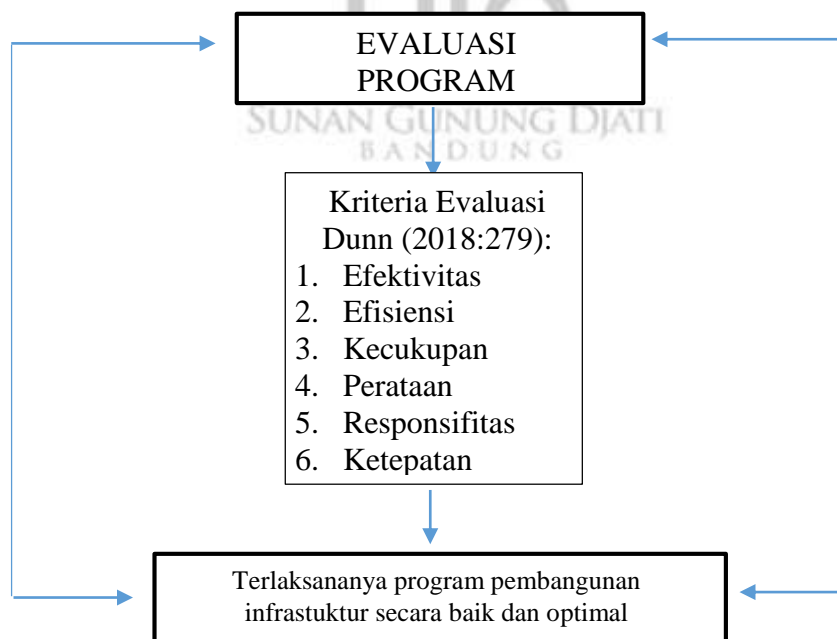 EVALUASI
PROGRAM
SUNAN GUNUNG DJATI
BANDUNG
Kriteria Evaluasi
Dunn (2018:279):
1. Efektivitas
2. Efisiensi
3. Kecukupan
4. Perataan
5. Responsifitas
6. Ketepatan
Terlaksananya program pembangunan
infrastuktur secara baik dan optimal